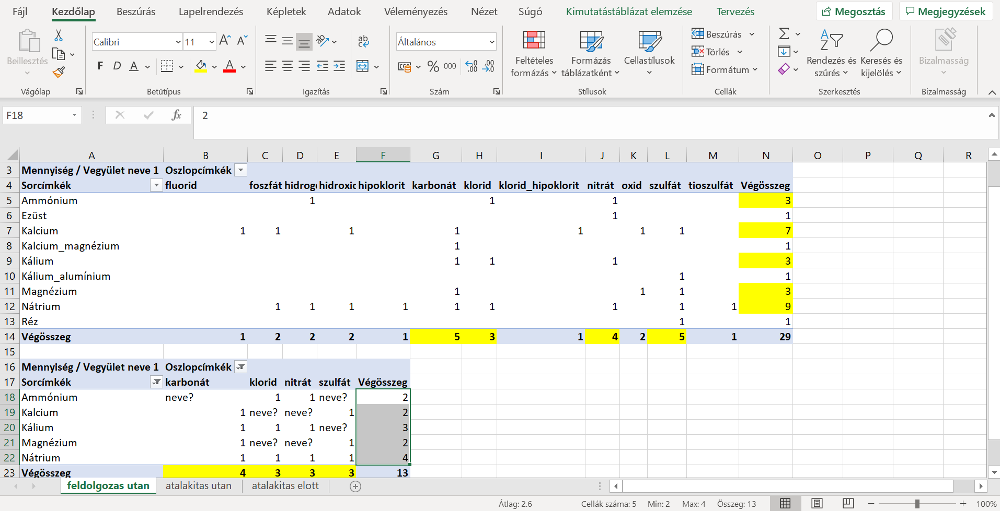 Fájl Kezdőlap Beszúrás Lapelrendezés Képletek Adatok Véleményezés Nézet Súgó Kimutatástáblázat elemzése Tervezés Megosztás Megjegyzések
Beillesztés
Vágólap
Calibri 11
F D A A
Betűtípus
ab
Igazítás
Általános
% 000 ,00 ,00
Szám
Feltételes formázás
Formázás táblázatként
Cellastílusok
Stílusok
Beszúrás
Törlés
Formátum
Cellák
Rendezés és szűrés
Keresés és kijelölés
Szerkesztés
Bizalmasság
Bizalmasság
F18 fx 2
A B C D E F G H I J K L M N O P Q R
3 Mennyiség / Vegyület neve 1 Oszlopcímkék
4 Sorcímkék fluorid foszfát hidrogé hidroxid hipoklorit karbonát klorid klorid_hipoklorit nitrát oxid szulfát tioszulfát Végösszeg
5 Ammónium 1 1 1 3
6 Ezüst 1 1
7 Kalcium 1 1 1 1 1 1 1 7
8 Kalcium_magnézium 1 1
9 Kálium 1 1 1 3
10 Kálium_alumínium 1 1
11 Magnézium 1 1 1 3
12 Nátrium 1 1 1 1 1 1 1 1 1 9
13 Réz 1 1
14 Végösszeg 1 2 2 2 1 5 3 1 4 2 5 1 29
15
16 Mennyiség / Vegyület neve 1 Oszlopcímkék
17 Sorcímkék karbonát klorid nitrát szulfát Végösszeg
18 Ammónium neve? 1 1 neve? 2
19 Kalcium 1 neve? neve? 1 2
20 Kálium 1 1 1 neve? 3
21 Magnézium 1 neve? neve? 1 2
22 Nátrium 1 1 1 1 4
23 Végösszeg 4 3 3 3 13
feldolgozas utan atalakitas utan atalakitas elott
Átlag: 2.6 Cellák száma: 5 Min: 2 Max: 4 Összeg: 13 100%